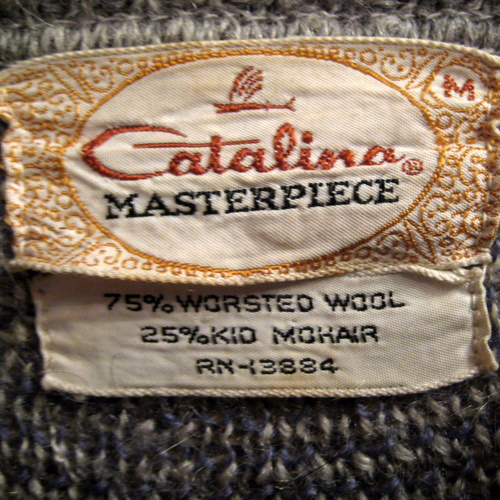 M
Catalina®
MASTERPIECE
75% WORSTED WOOL
25% KID MOHAIR
RN-13884